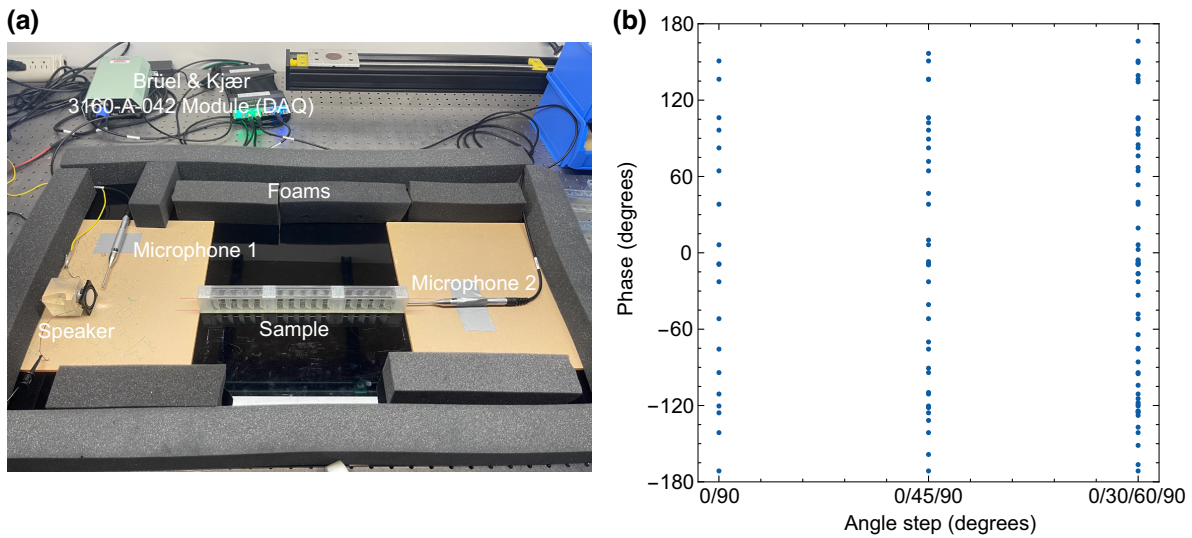 (a)
Brüel & Kjær
3160-A-042 Module (DAQ)
Foams
Microphone 1
Microphone 2
Speaker
Sample
(b)
Phase (degrees)
180
120
60
0
−60
−120
−180
0/90
0/45/90
0/30/60/90
Angle step (degrees)